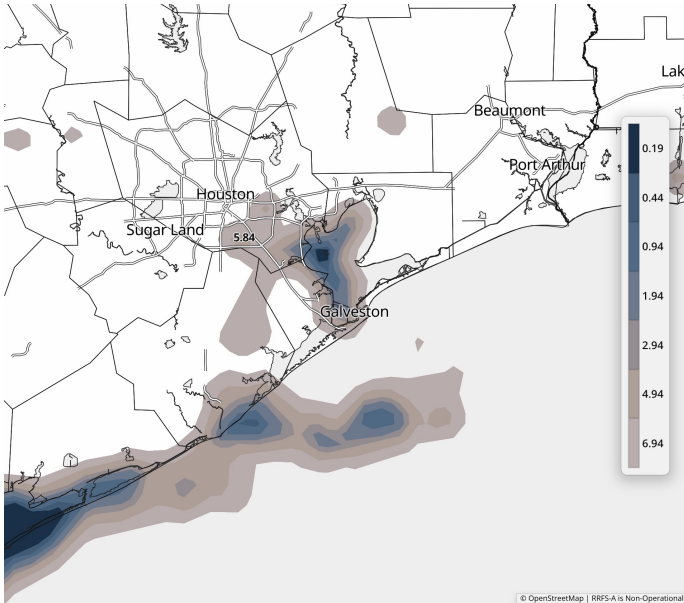 Lak
Beaumont
Port Arthur
Houston
Sugar Land
5.84
Galveston
0.19
0.44
0.94
1.94
2.94
4.94
6.94
© OpenStreetMap | RRFS-A is Non-Operational